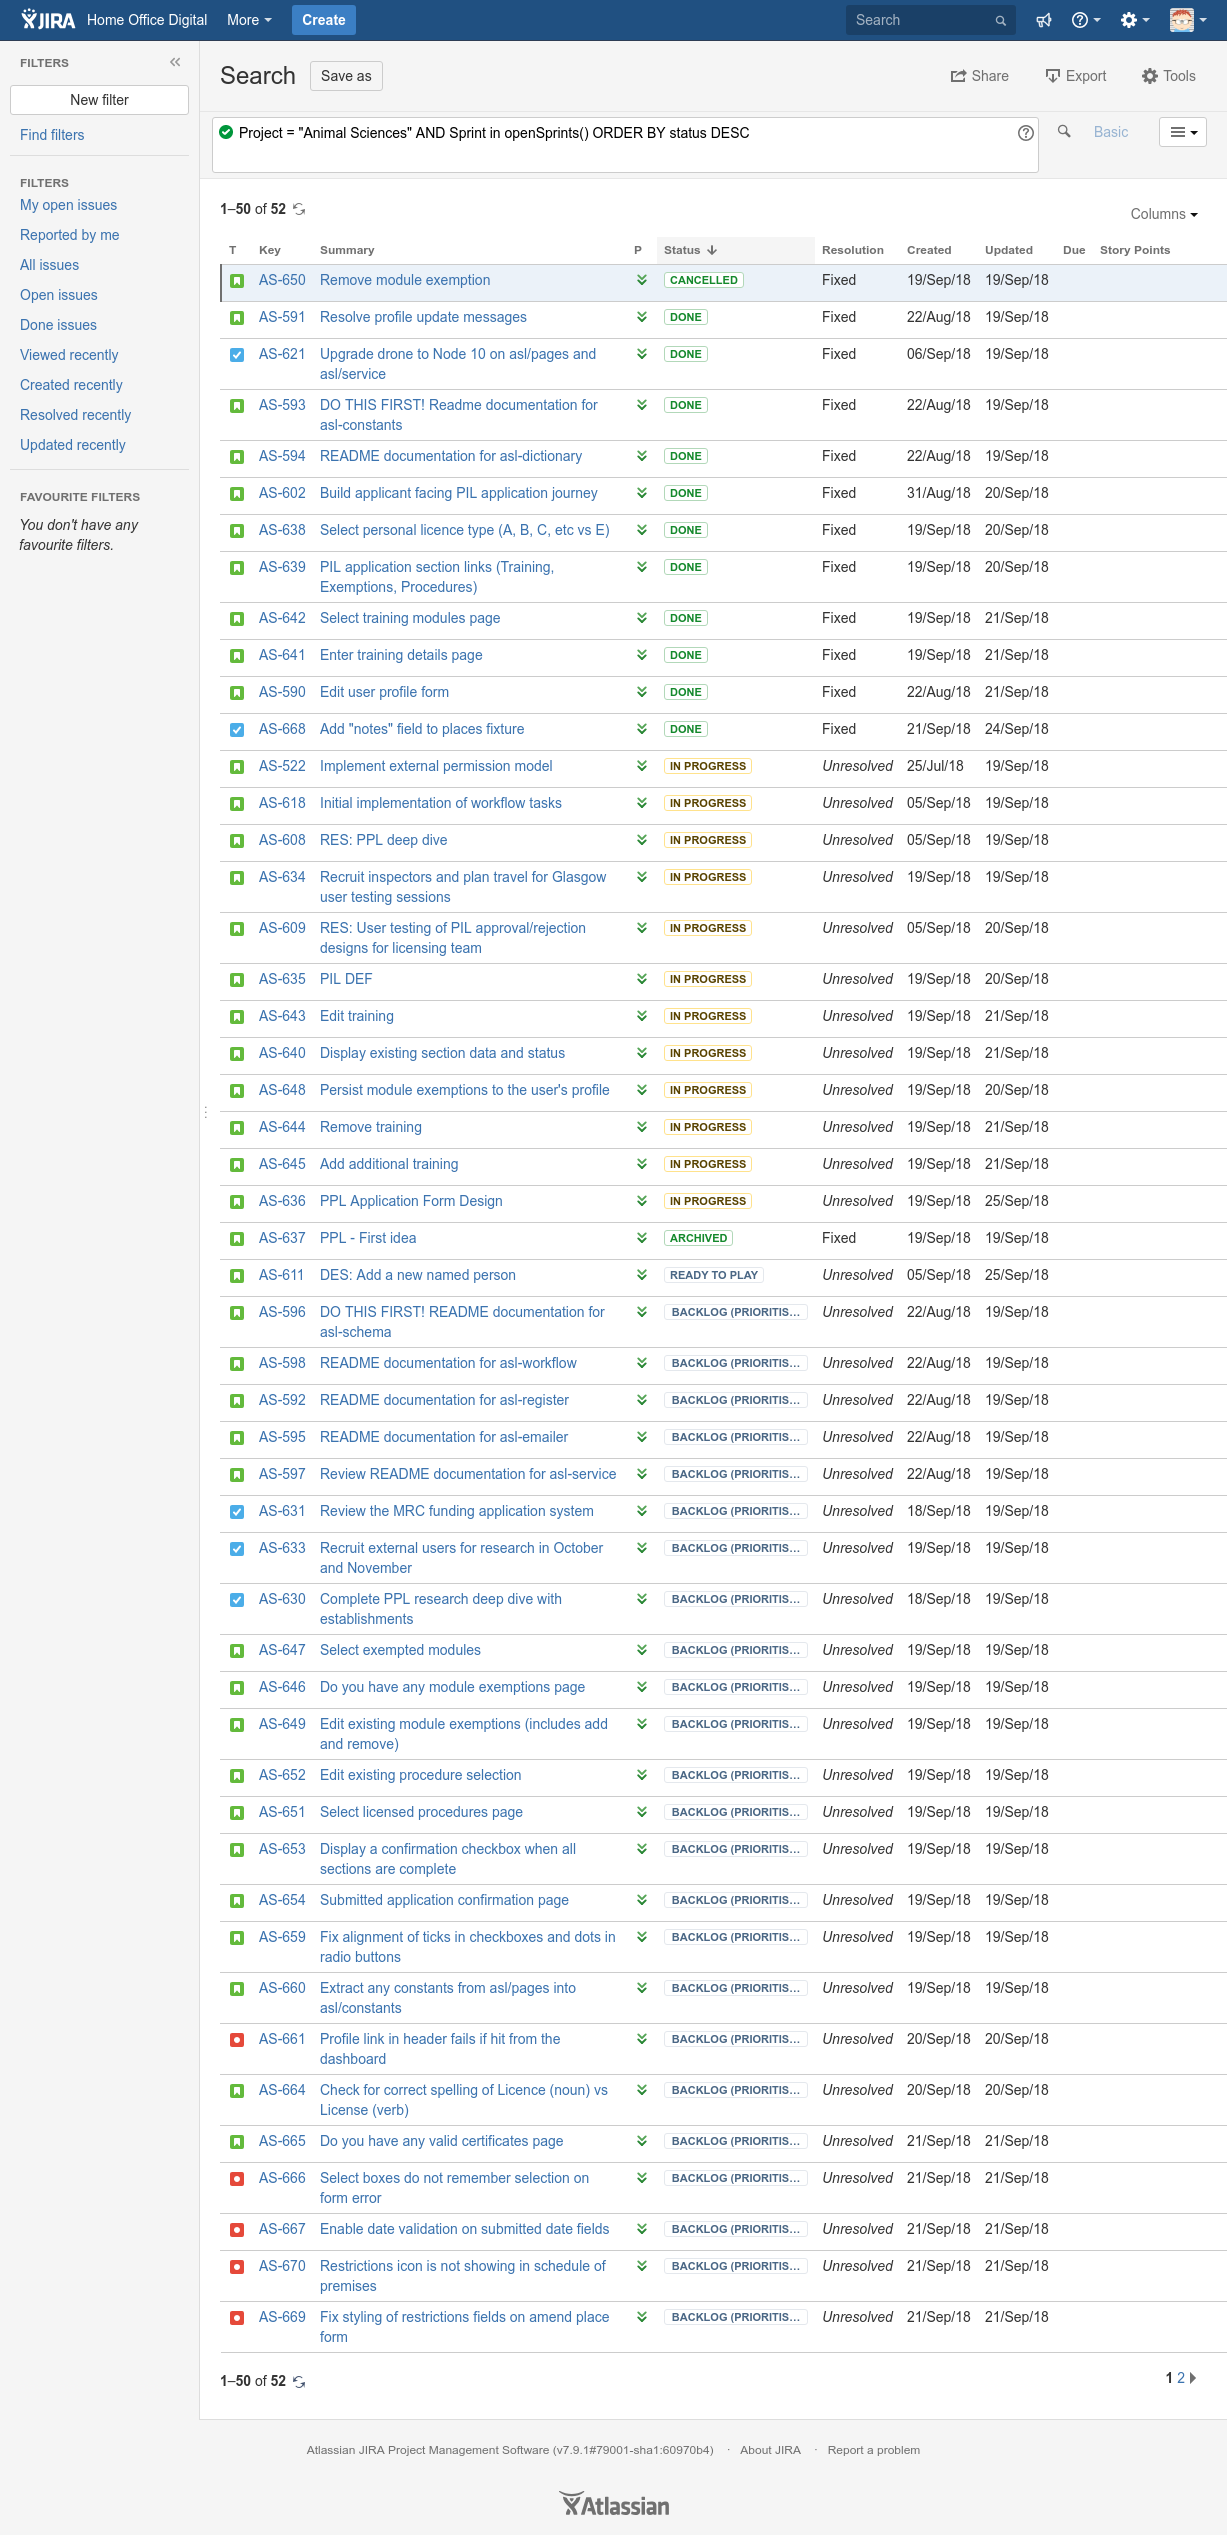 JIRA Home Office Digital More Create Search
FILTERS
New filter
Find filters
FILTERS
My open issues
Reported by me
All issues
Open issues
Done issues
Viewed recently
Created recently
Resolved recently
Updated recently
FAVOURITE FILTERS
You don't have any
favourite filters.
Search Save as Share Export Tools
Project = "Animal Sciences" AND Sprint in openSprints() ORDER BY status DESC Basic
1–50 of 52
Columns
T Key Summary P Status Resolution Created Updated Due Story Points
AS-650 Remove module exemption CANCELLED Fixed 19/Sep/18 19/Sep/18
AS-591 Resolve profile update messages DONE Fixed 22/Aug/18 19/Sep/18
AS-621 Upgrade drone to Node 10 on asl/pages and DONE Fixed 06/Sep/18 19/Sep/18
asl/service
AS-593 DO THIS FIRST! Readme documentation for DONE Fixed 22/Aug/18 19/Sep/18
asl-constants
AS-594 README documentation for asl-dictionary DONE Fixed 22/Aug/18 19/Sep/18
AS-602 Build applicant facing PIL application journey DONE Fixed 31/Aug/18 20/Sep/18
AS-638 Select personal licence type (A, B, C, etc vs E) DONE Fixed 19/Sep/18 20/Sep/18
AS-639 PIL application section links (Training, DONE Fixed 19/Sep/18 20/Sep/18
Exemptions, Procedures)
AS-642 Select training modules page DONE Fixed 19/Sep/18 21/Sep/18
AS-641 Enter training details page DONE Fixed 19/Sep/18 21/Sep/18
AS-590 Edit user profile form DONE Fixed 22/Aug/18 21/Sep/18
AS-668 Add "notes" field to places fixture DONE Fixed 21/Sep/18 24/Sep/18
AS-522 Implement external permission model IN PROGRESS Unresolved 25/Jul/18 19/Sep/18
AS-618 Initial implementation of workflow tasks IN PROGRESS Unresolved 05/Sep/18 19/Sep/18
AS-608 RES: PPL deep dive IN PROGRESS Unresolved 05/Sep/18 19/Sep/18
AS-634 Recruit inspectors and plan travel for Glasgow IN PROGRESS Unresolved 19/Sep/18 19/Sep/18
user testing sessions
AS-609 RES: User testing of PIL approval/rejection IN PROGRESS Unresolved 05/Sep/18 20/Sep/18
designs for licensing team
AS-635 PIL DEF IN PROGRESS Unresolved 19/Sep/18 20/Sep/18
AS-643 Edit training IN PROGRESS Unresolved 19/Sep/18 21/Sep/18
AS-640 Display existing section data and status IN PROGRESS Unresolved 19/Sep/18 21/Sep/18
AS-648 Persist module exemptions to the user's profile IN PROGRESS Unresolved 19/Sep/18 20/Sep/18
AS-644 Remove training IN PROGRESS Unresolved 19/Sep/18 21/Sep/18
AS-645 Add additional training IN PROGRESS Unresolved 19/Sep/18 21/Sep/18
AS-636 PPL Application Form Design IN PROGRESS Unresolved 19/Sep/18 25/Sep/18
AS-637 PPL - First idea ARCHIVED Fixed 19/Sep/18 19/Sep/18
AS-611 DES: Add a new named person READY TO PLAY Unresolved 05/Sep/18 25/Sep/18
AS-596 DO THIS FIRST! README documentation for BACKLOG (PRIORITIS... Unresolved 22/Aug/18 19/Sep/18
asl-schema
AS-598 README documentation for asl-workflow BACKLOG (PRIORITIS... Unresolved 22/Aug/18 19/Sep/18
AS-592 README documentation for asl-register BACKLOG (PRIORITIS... Unresolved 22/Aug/18 19/Sep/18
AS-595 README documentation for asl-emailer BACKLOG (PRIORITIS... Unresolved 22/Aug/18 19/Sep/18
AS-597 Review README documentation for asl-service BACKLOG (PRIORITIS... Unresolved 22/Aug/18 19/Sep/18
AS-631 Review the MRC funding application system BACKLOG (PRIORITIS... Unresolved 18/Sep/18 19/Sep/18
AS-633 Recruit external users for research in October BACKLOG (PRIORITIS... Unresolved 19/Sep/18 19/Sep/18
and November
AS-630 Complete PPL research deep dive with BACKLOG (PRIORITIS... Unresolved 18/Sep/18 19/Sep/18
establishments
AS-647 Select exempted modules BACKLOG (PRIORITIS... Unresolved 19/Sep/18 19/Sep/18
AS-646 Do you have any module exemptions page BACKLOG (PRIORITIS... Unresolved 19/Sep/18 19/Sep/18
AS-649 Edit existing module exemptions (includes add BACKLOG (PRIORITIS... Unresolved 19/Sep/18 19/Sep/18
and remove)
AS-652 Edit existing procedure selection BACKLOG (PRIORITIS... Unresolved 19/Sep/18 19/Sep/18
AS-651 Select licensed procedures page BACKLOG (PRIORITIS... Unresolved 19/Sep/18 19/Sep/18
AS-653 Display a confirmation checkbox when all BACKLOG (PRIORITIS... Unresolved 19/Sep/18 19/Sep/18
sections are complete
AS-654 Submitted application confirmation page BACKLOG (PRIORITIS... Unresolved 19/Sep/18 19/Sep/18
AS-659 Fix alignment of ticks in checkboxes and dots in BACKLOG (PRIORITIS... Unresolved 19/Sep/18 19/Sep/18
radio buttons
AS-660 Extract any constants from asl/pages into BACKLOG (PRIORITIS... Unresolved 19/Sep/18 19/Sep/18
asl/constants
AS-661 Profile link in header fails if hit from the BACKLOG (PRIORITIS... Unresolved 20/Sep/18 20/Sep/18
dashboard
AS-664 Check for correct spelling of Licence (noun) vs BACKLOG (PRIORITIS... Unresolved 20/Sep/18 20/Sep/18
License (verb)
AS-665 Do you have any valid certificates page BACKLOG (PRIORITIS... Unresolved 21/Sep/18 21/Sep/18
AS-666 Select boxes do not remember selection on BACKLOG (PRIORITIS... Unresolved 21/Sep/18 21/Sep/18
form error
AS-667 Enable date validation on submitted date fields BACKLOG (PRIORITIS... Unresolved 21/Sep/18 21/Sep/18
AS-670 Restrictions icon is not showing in schedule of BACKLOG (PRIORITIS... Unresolved 21/Sep/18 21/Sep/18
premises
AS-669 Fix styling of restrictions fields on amend place BACKLOG (PRIORITIS... Unresolved 21/Sep/18 21/Sep/18
form
1–50 of 52 1 2
Atlassian JIRA Project Management Software (v7.9.1#79001-sha1:60970b4) · About JIRA · Report a problem
Atlassian